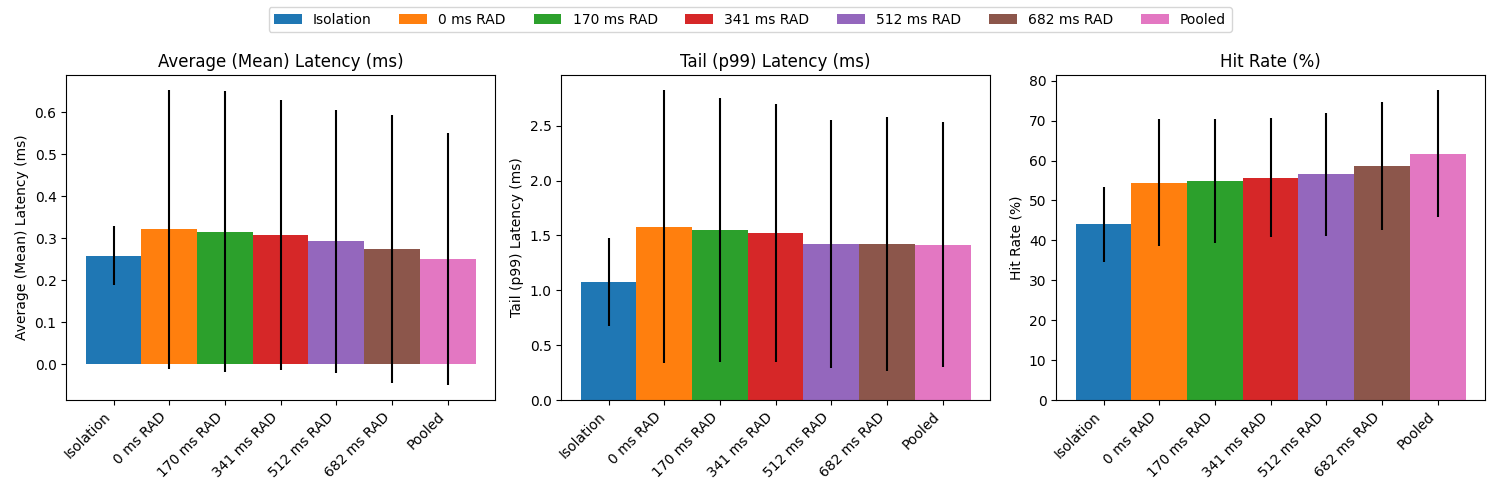 Isolation 0 ms RAD 170 ms RAD 341 ms RAD 512 ms RAD 682 ms RAD Pooled
Average (Mean) Latency (ms)
Average (Mean) Latency (ms)
0.6
0.5
0.4
0.3
0.2
0.1
0.0
Isolation
0 ms RAD
170 ms RAD
341 ms RAD
512 ms RAD
682 ms RAD
Pooled
Tail (p99) Latency (ms)
Tail (p99) Latency (ms)
2.5
2.0
1.5
1.0
0.5
0.0
Isolation
0 ms RAD
170 ms RAD
341 ms RAD
512 ms RAD
682 ms RAD
Pooled
Hit Rate (%)
Hit Rate (%)
80
70
60
50
40
30
20
10
0
Isolation
0 ms RAD
170 ms RAD
341 ms RAD
512 ms RAD
682 ms RAD
Pooled